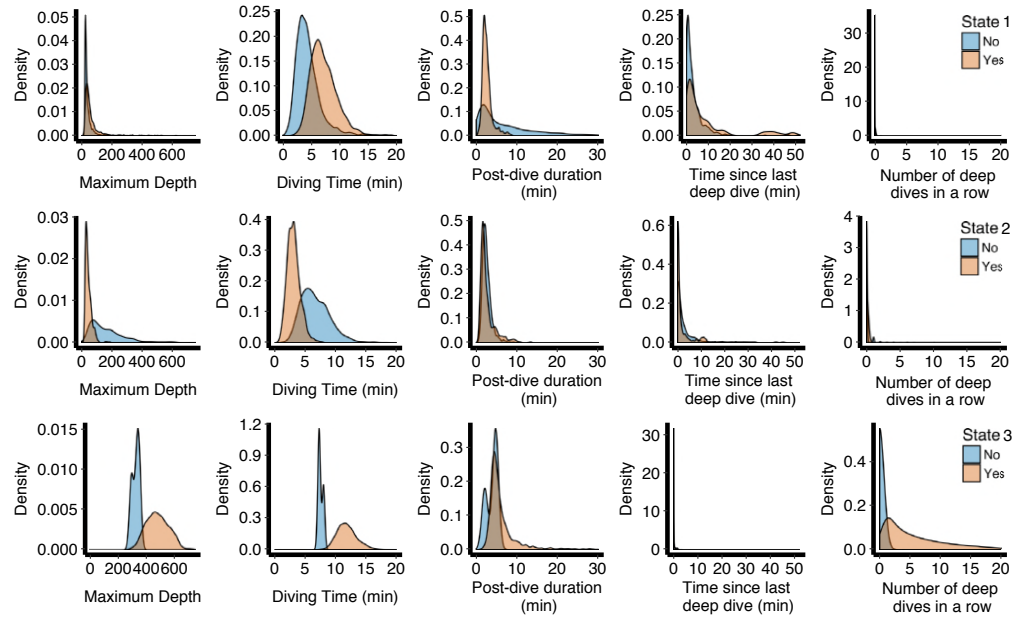 State 1
No
Yes
Density
0.05
0.04
0.03
0.02
0.01
0.00
0 200 400 600
Maximum Depth
Density
0.25
0.20
0.15
0.10
0.05
0.00
0 5 10 15 20
Diving Time (min)
Density
0.5
0.4
0.3
0.2
0.1
0.0
0 10 20 30
Post-dive duration
(min)
Density
0.25
0.20
0.15
0.10
0.05
0.00
0 10 20 30 40 50
Time since last
deep dive (min)
Density
30
20
10
0
0 5 10 15 20
Number of deep
dives in a row
State 2
No
Yes
Density
0.03
0.02
0.01
0.00
0 200 400 600
Maximum Depth
Density
0.4
0.3
0.2
0.1
0.0
0 5 10 15 20
Diving Time (min)
Density
0.5
0.4
0.3
0.2
0.1
0.0
0 10 20 30
Post-dive duration
(min)
Density
0.6
0.4
0.2
0.0
0 10 20 30 40 50
Time since last
deep dive (min)
Density
4
3
2
1
0
0 5 10 15 20
Number of deep
dives in a row
State 3
No
Yes
Density
0.015
0.010
0.005
0.000
0 200400600
Maximum Depth
Density
1.2
0.9
0.6
0.3
0.0
0 5 10 15 20
Diving Time (min)
Density
0.3
0.2
0.1
0.0
0 10 20 30
Post-dive duration
(min)
Density
30
20
10
0
0 10 20 30 40 50
Time since last
deep dive (min)
Density
0.4
0.2
0.0
0 5 10 15 20
Number of deep
dives in a row